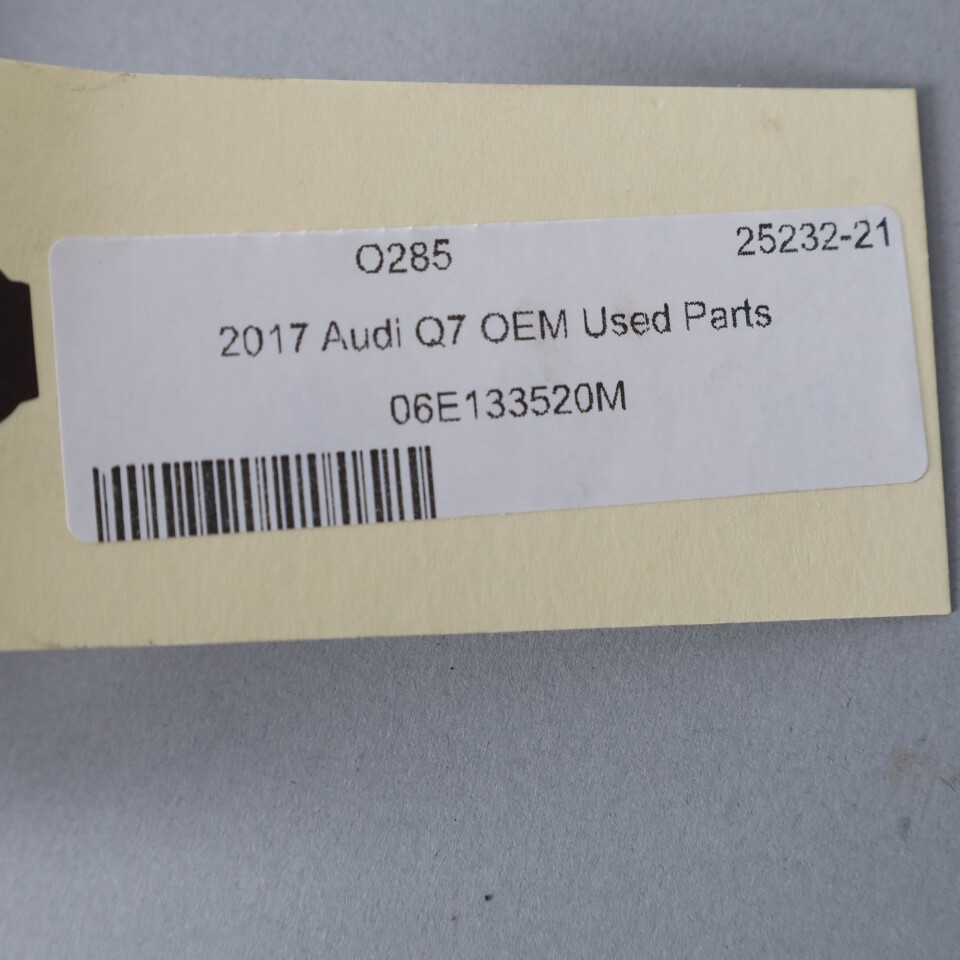 O285 25232-21
2017 Audi Q7 OEM Used Parts
06E133520M